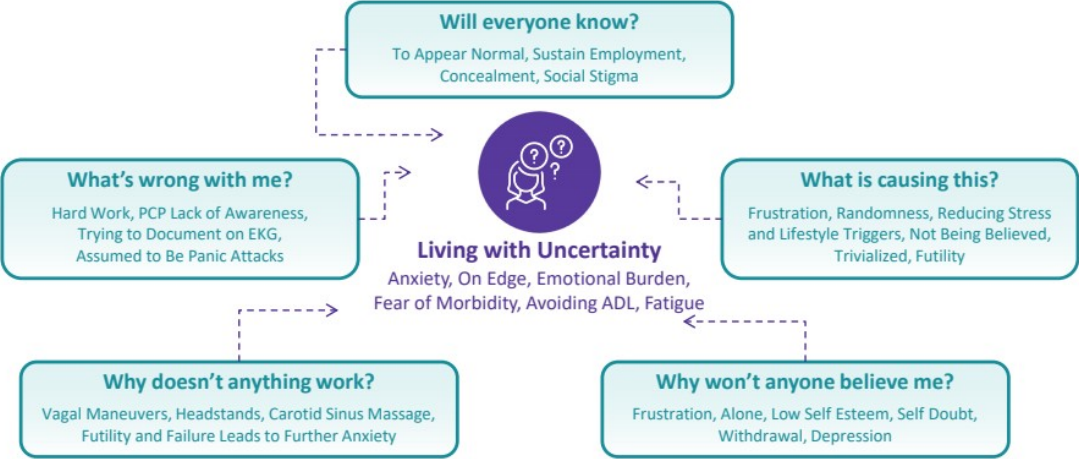 Will everyone know?
To Appear Normal, Sustain Employment,
Concealment, Social Stigma
What's wrong with me?
Hard Work, PCP Lack of Awareness,
Trying to Document on EKG,
Assumed to Be Panic Attacks
? ?
?
What is causing this?
Frustration, Randomness, Reducing Stress
and Lifestyle Triggers, Not Being Believed,
Trivialized, Futility
Living with Uncertainty
Anxiety, On Edge, Emotional Burden,
Fear of Morbidity, Avoiding ADL, Fatigue
Why doesn't anything work?
Vagal Maneuvers, Headstands, Carotid Sinus Massage,
Futility and Failure Leads to Further Anxiety
Why won't anyone believe me?
Frustration, Alone, Low Self Esteem, Self Doubt,
Withdrawal, Depression